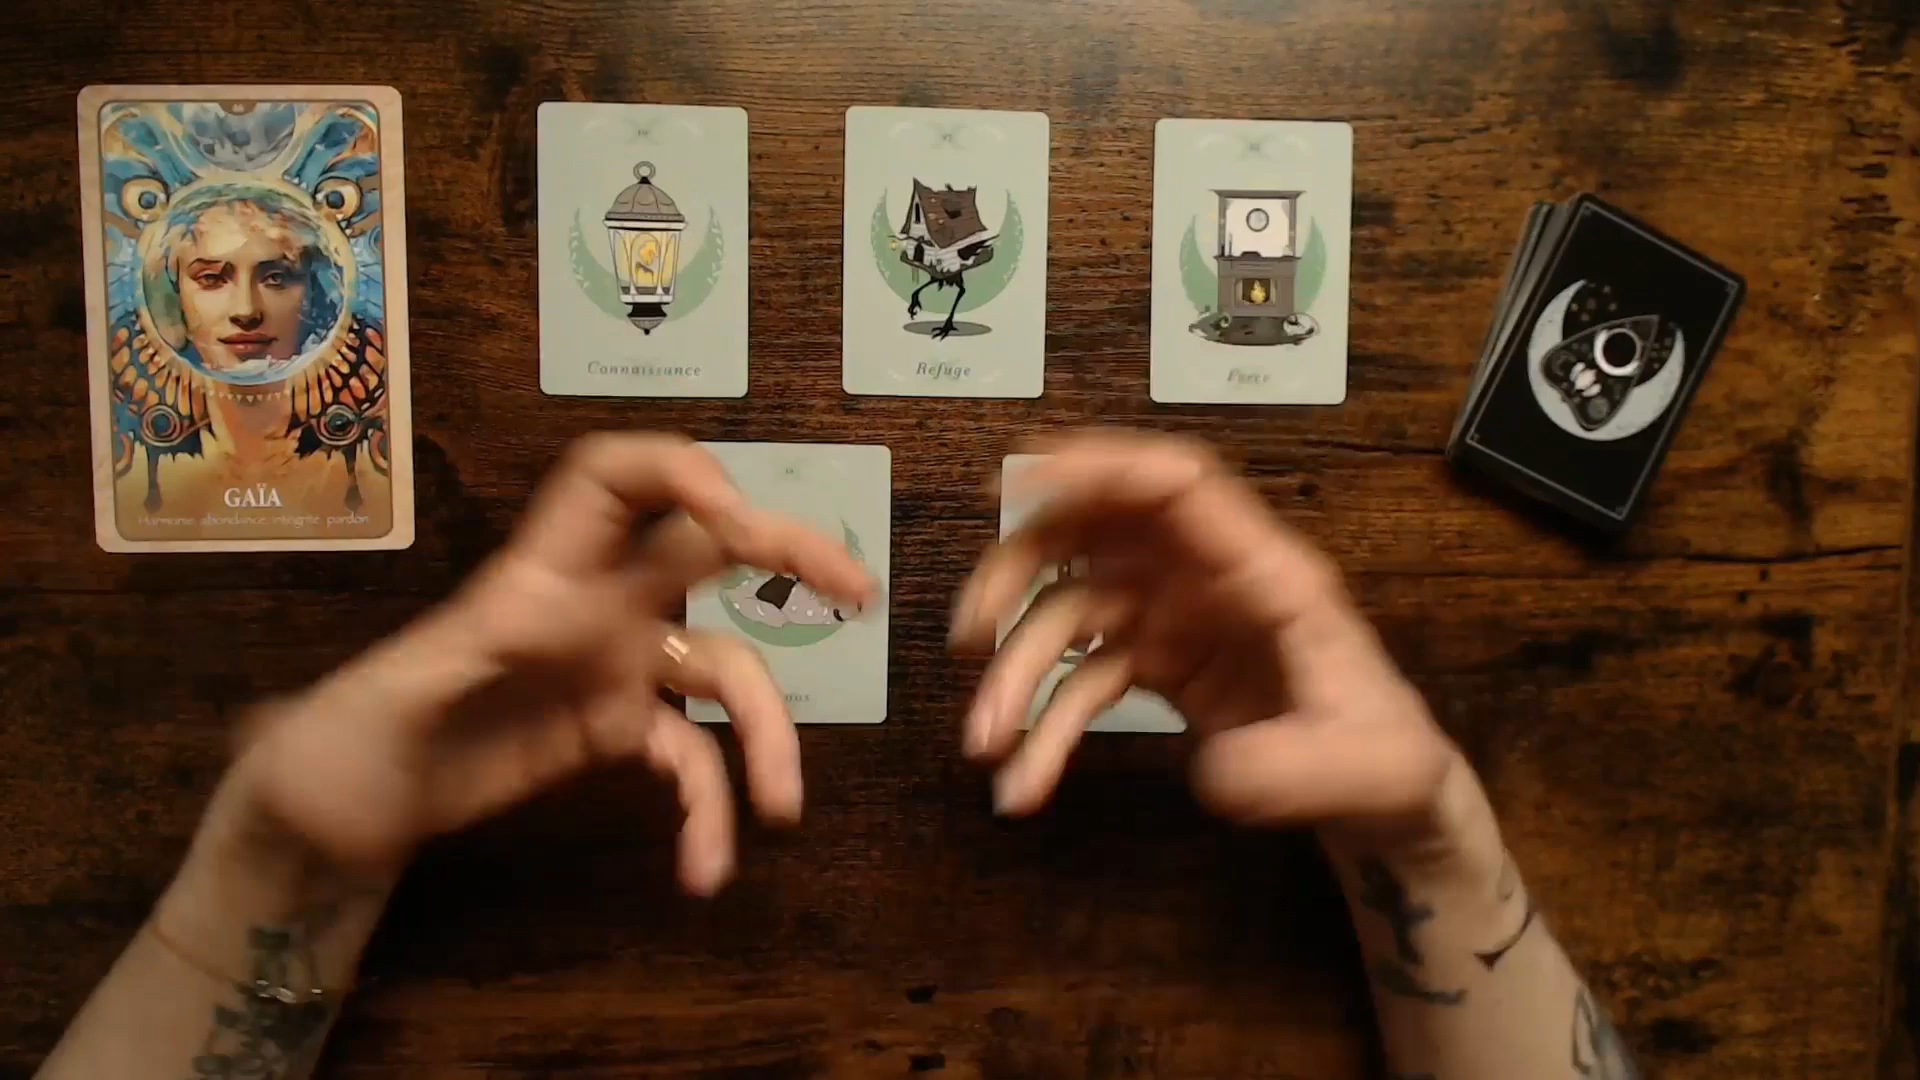 GAÏA
Harmonie, abondance, intégrité, pardon
Connaissance
Refuge
Force